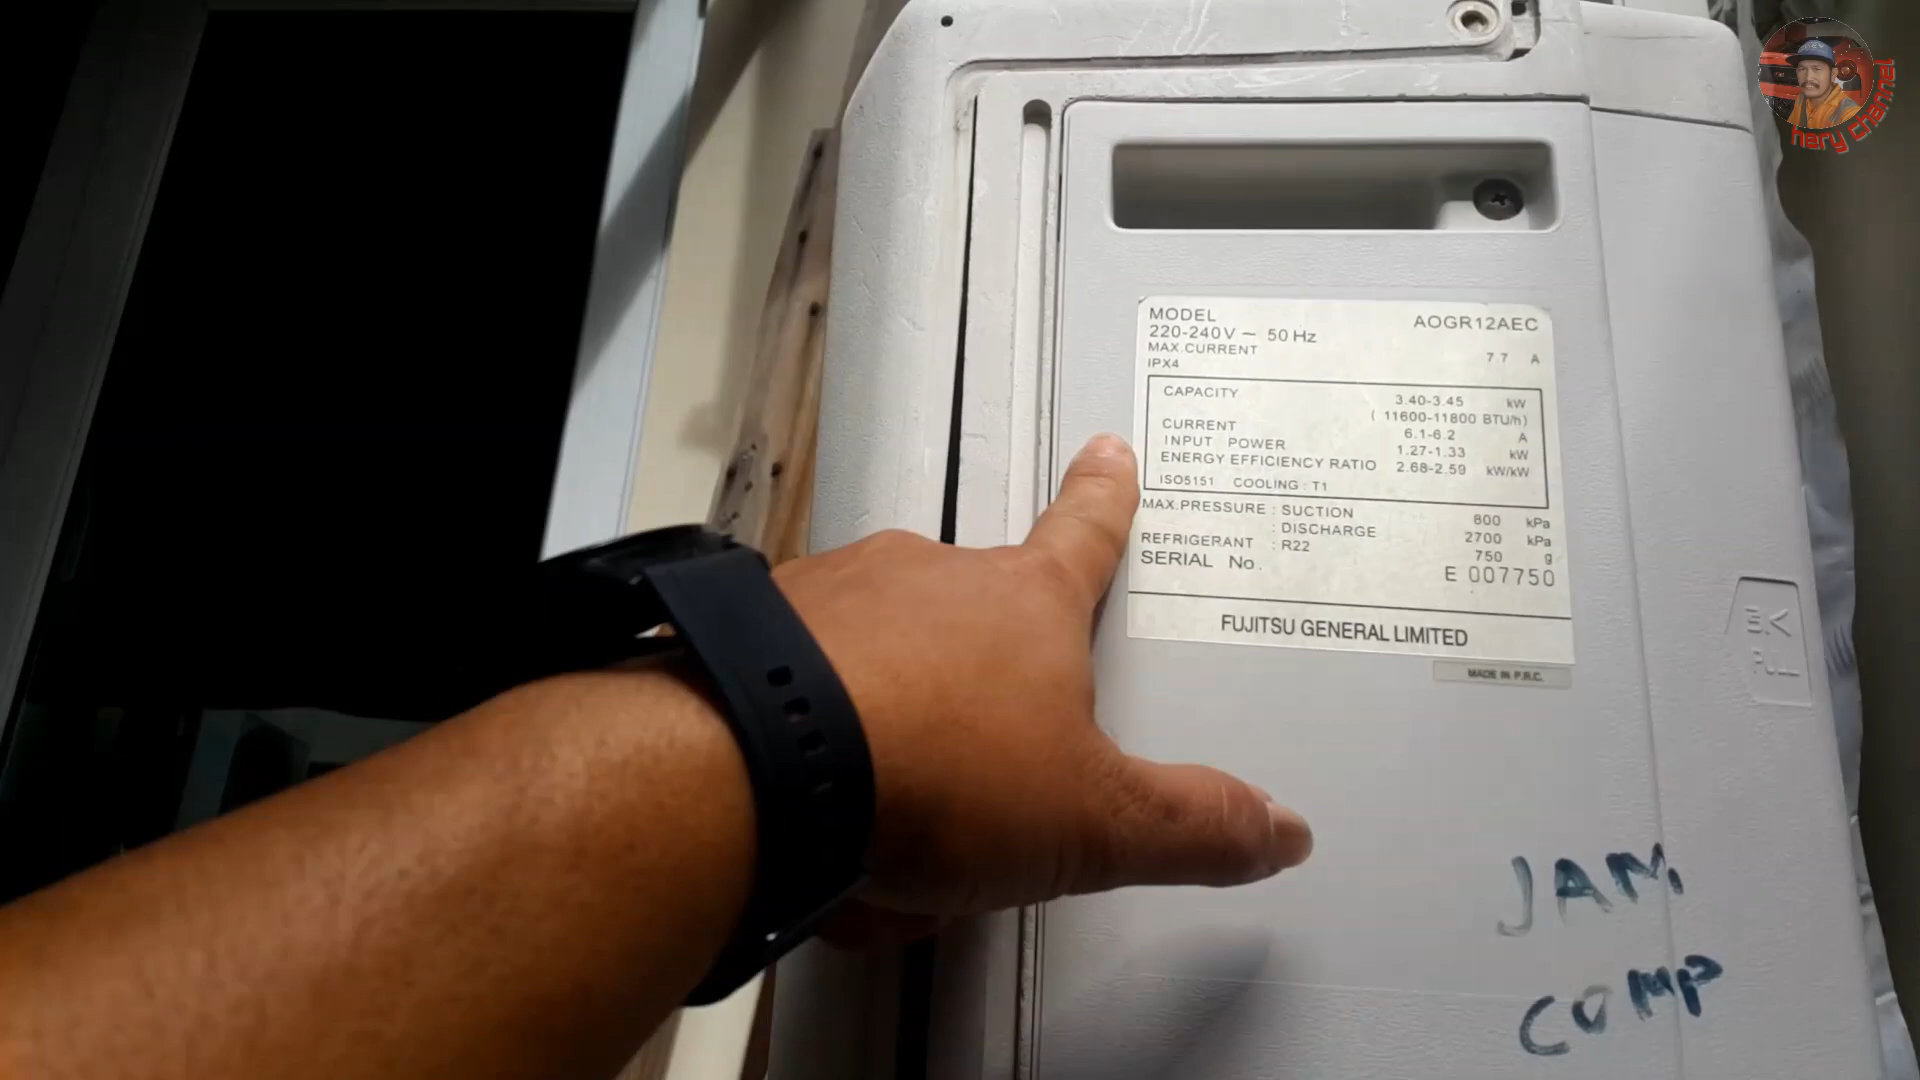 hery channel
MODEL AOGR12AEC
220-240V ~ 50 Hz
MAX.CURRENT 7.7 A
IPX4
CAPACITY 3.40-3.45 kW
( 11600-11800 BTU/h)
CURRENT 6.1-6.2 A
INPUT POWER 1.27-1.33 kW
ENERGY EFFICIENCY RATIO 2.68-2.59 kW/kW
ISO5151 COOLING : T1
MAX.PRESSURE : SUCTION 800 kPa
: DISCHARGE 2700 kPa
REFRIGERANT : R22 750 g
SERIAL No. E 007750
FUJITSU GENERAL LIMITED
MADE IN P.R.C.
PULL
JAM
COMP